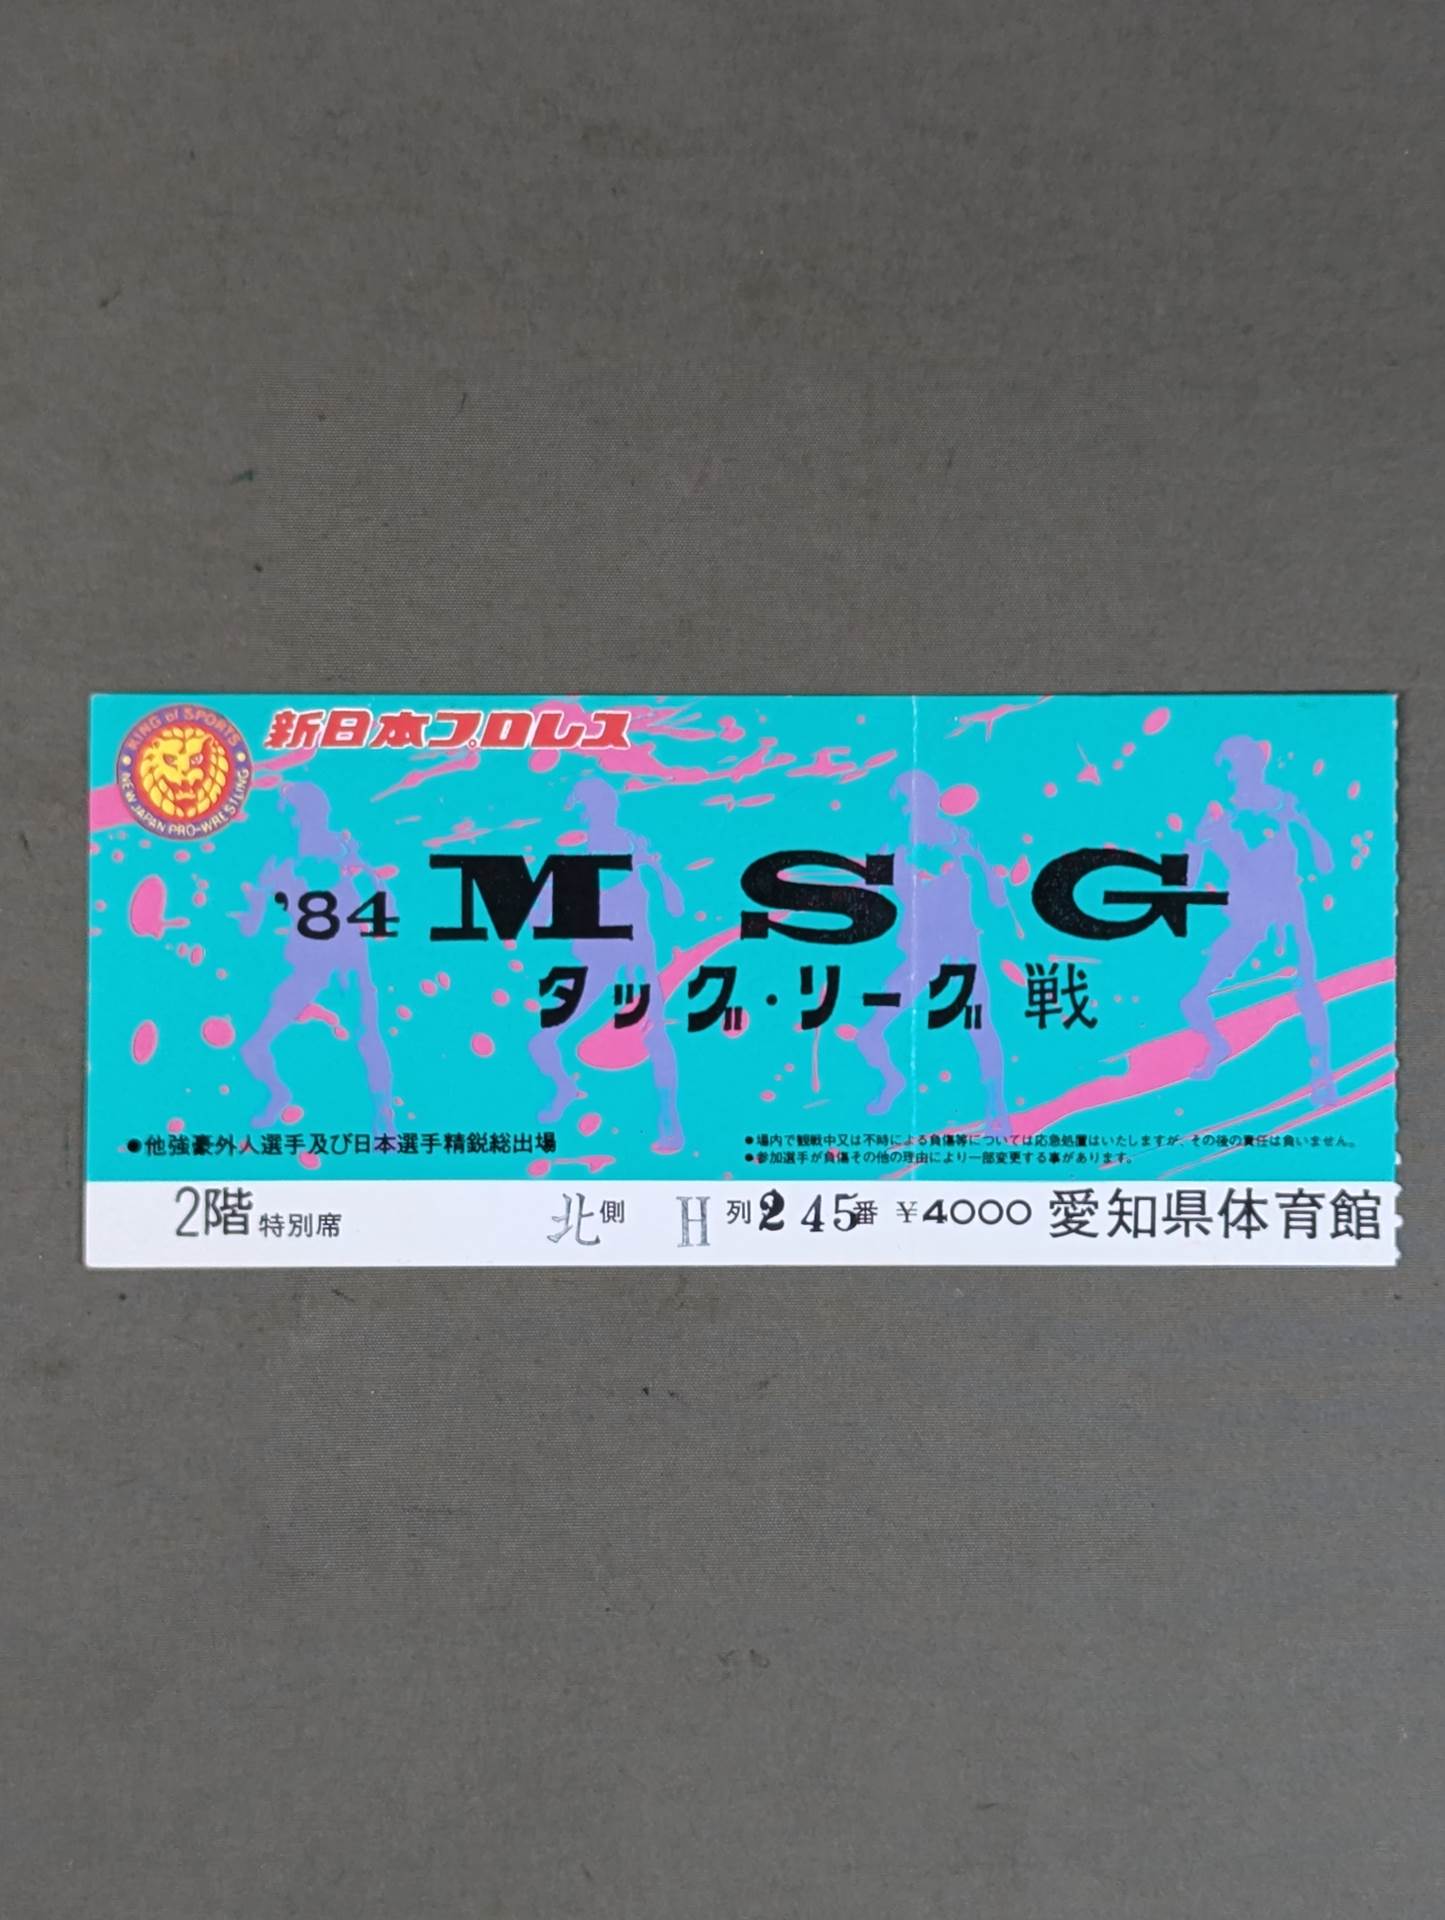 KING of SPORTS
NEW JAPAN PRO-WRESTLING
新日本プロレス
'84 MSG
タッグ・リーグ戦
●他強豪外人選手及び日本選手精鋭総出場
●場内で観戦中又は不時による負傷等については応急処置はいたしますが、その後の責任は負いません。
●参加選手が負傷その他の理由により一部変更する事があります。
2階 特別席 北側 H列 245番 ¥4000 愛知県体育館